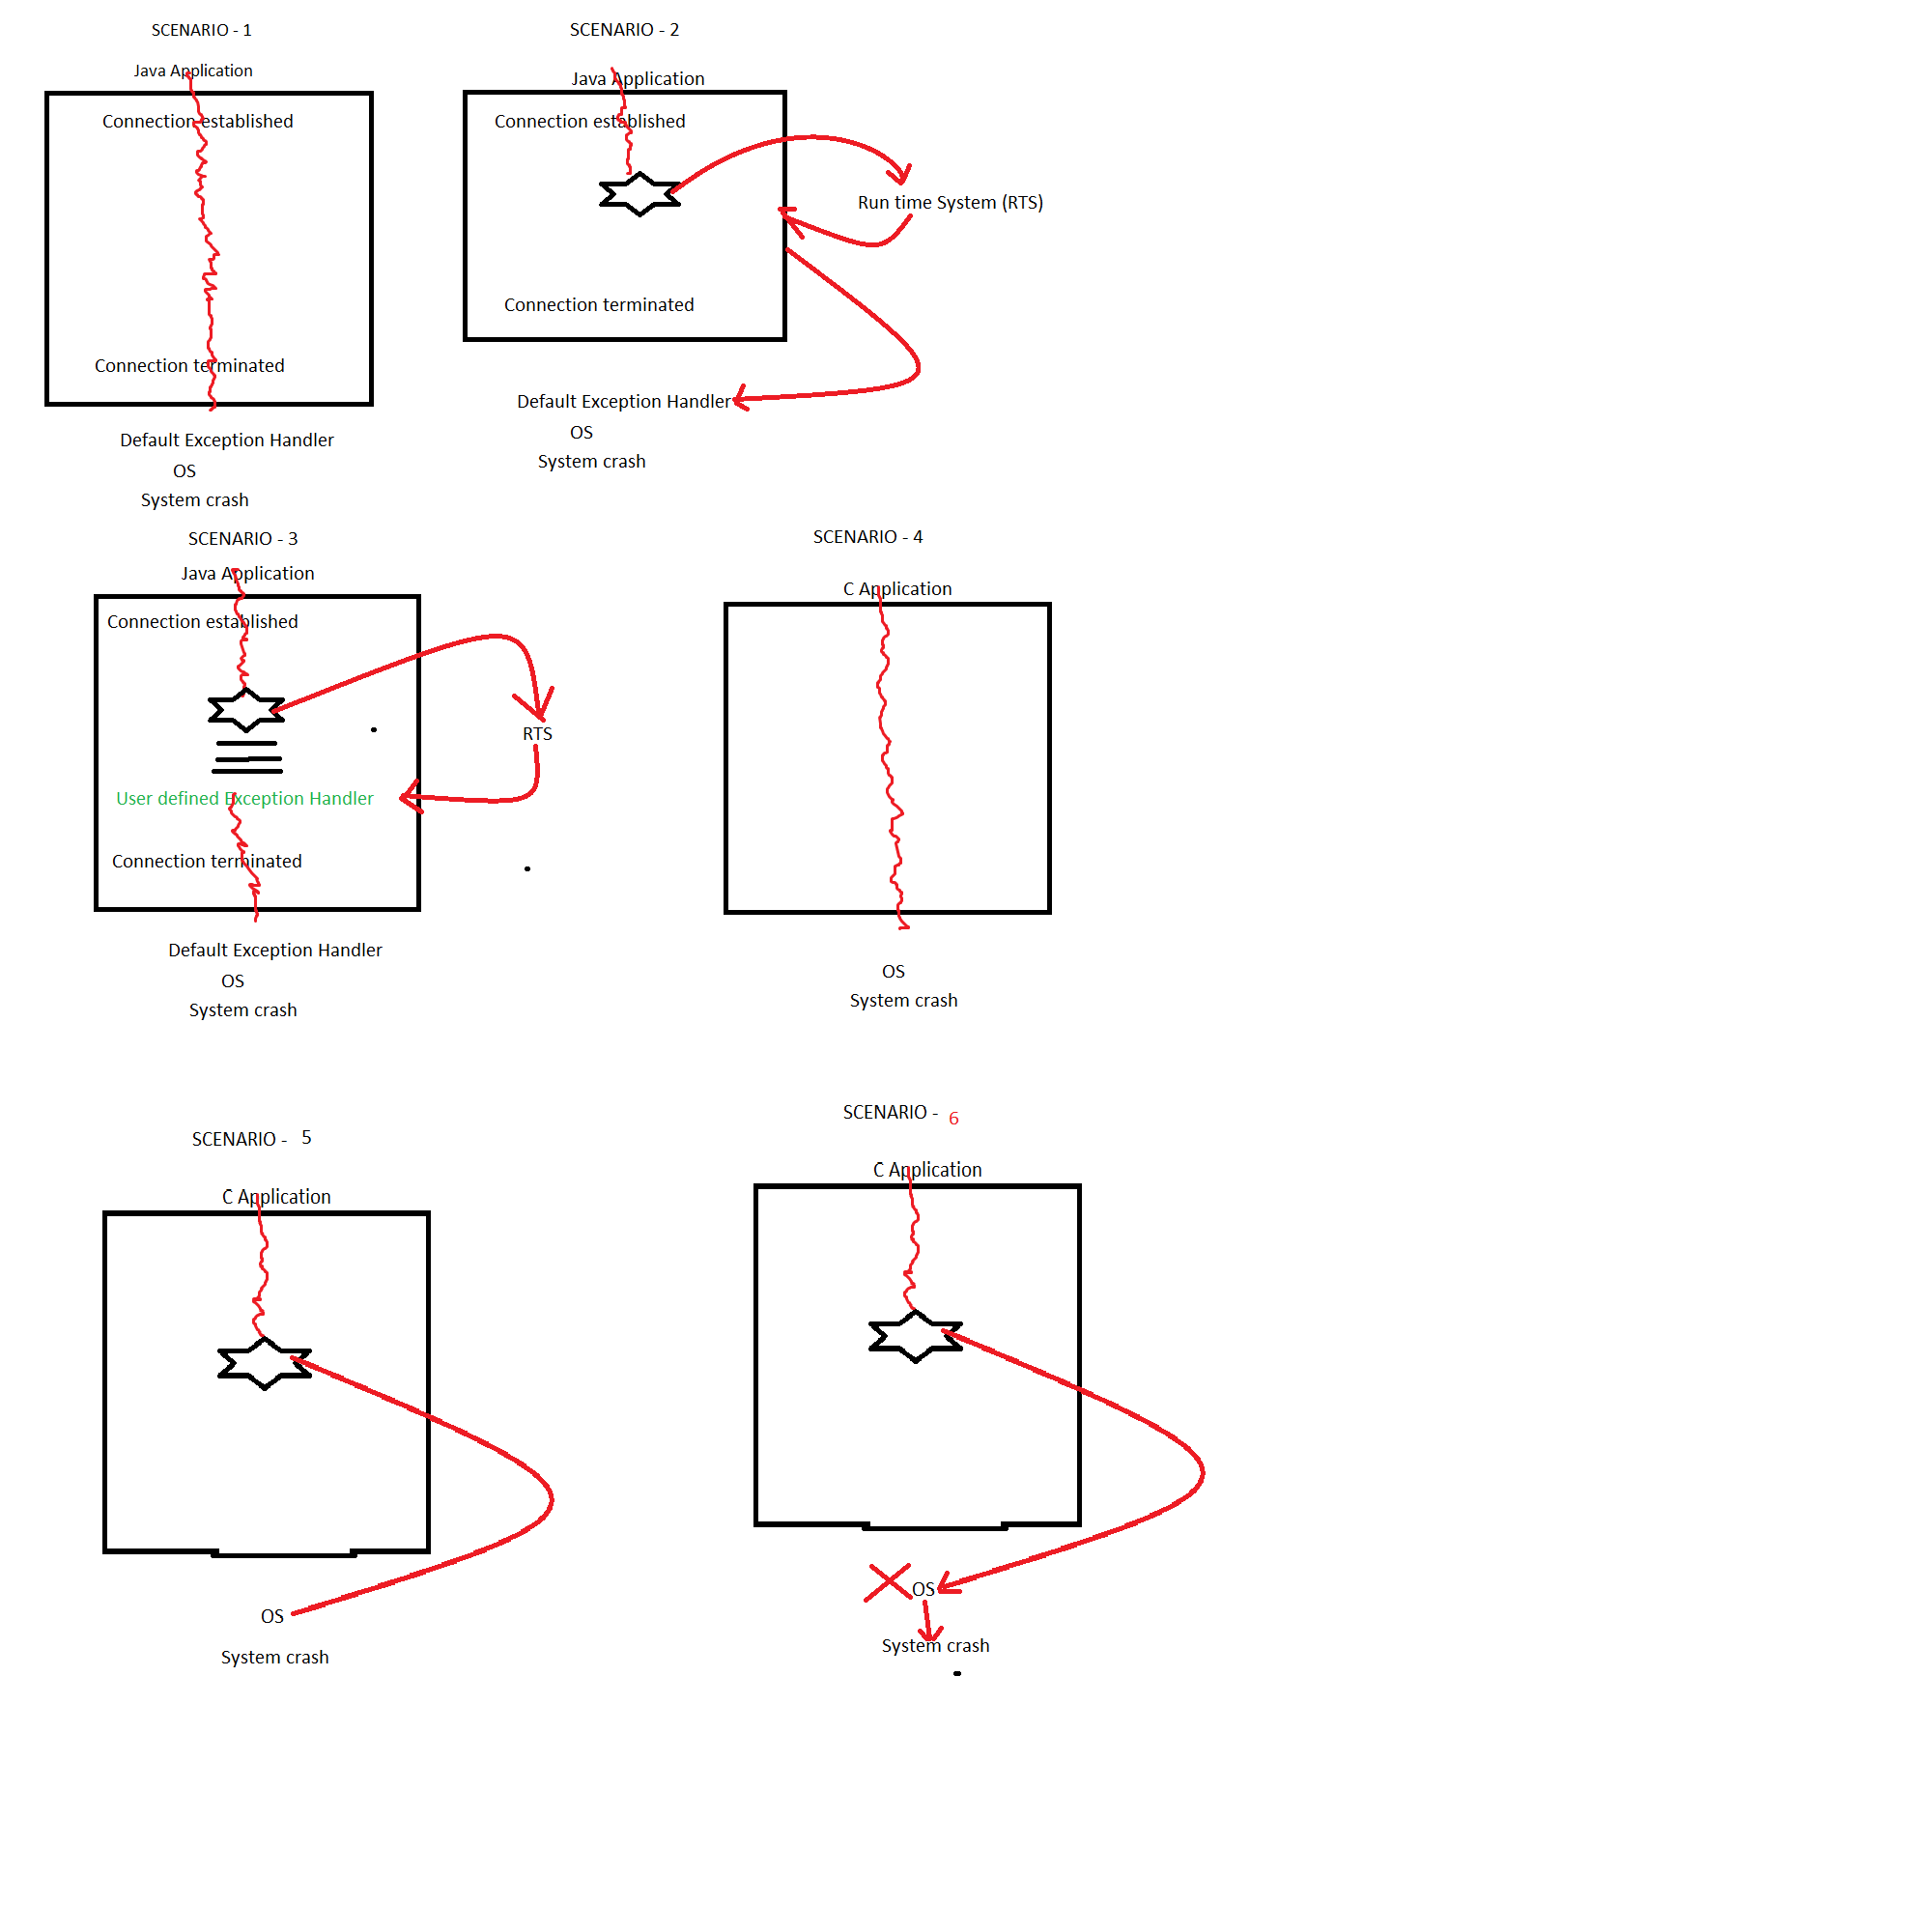 SCENARIO - 1
Java Application
Connection established
Connection terminated
Default Exception Handler
OS
System crash
SCENARIO - 2
Java Application
Connection established
Run time System (RTS)
Connection terminated
Default Exception Handler
OS
System crash
SCENARIO - 3
Java Application
Connection established
RTS
User defined Exception Handler
Connection terminated
Default Exception Handler
OS
System crash
SCENARIO - 4
C Application
OS
System crash
SCENARIO - 5
C Application
OS
System crash
SCENARIO - 6
C Application
OS
System crash